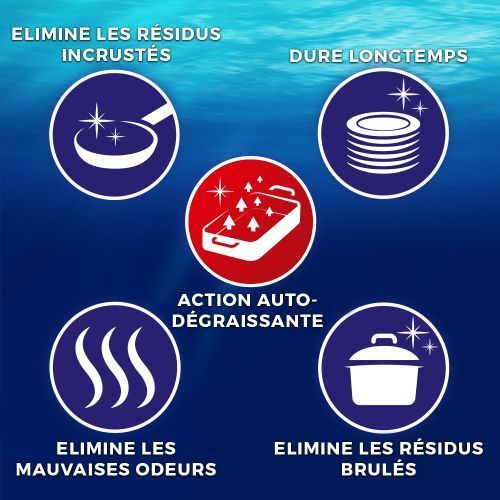 ELIMINE LES RÉSIDUS
INCRUSTÉS
DURE LONGTEMPS
ACTION AUTO-
DÉGRAISSANTE
ELIMINE LES
MAUVAISES ODEURS
ELIMINE LES RÉSIDUS
BRULÉS